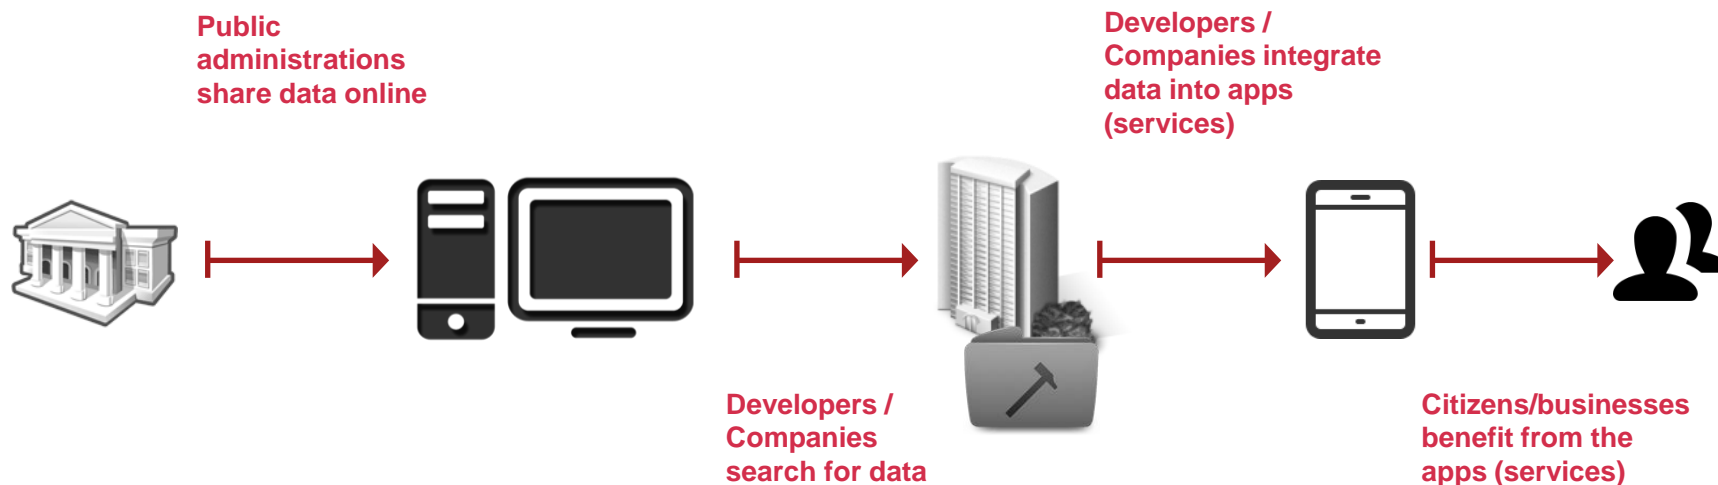 Public
administrations
share data online
Developers /
Companies
search for data
Developers /
Companies integrate
data into apps
(services)
Citizens/businesses
benefit from the
apps (services)